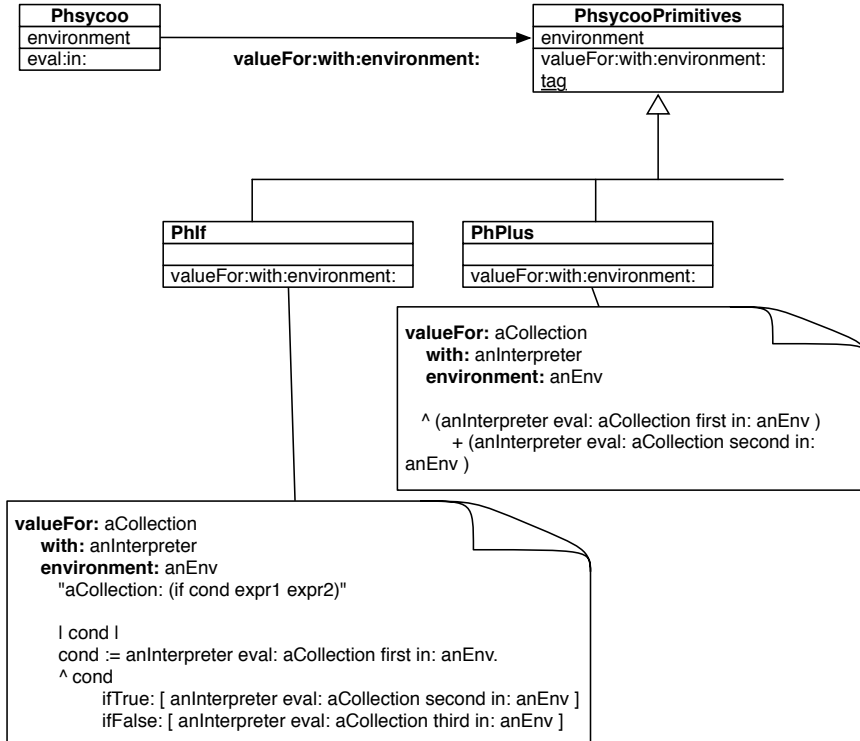 Phsycoo
environment
eval:in:
valueFor:with:environment:
PhsycooPrimitives
environment
valueFor:with:environment:
tag
PhIf
valueFor:with:environment:
PhPlus
valueFor:with:environment:
valueFor: aCollection
with: anInterpreter
environment: anEnv
^ (anInterpreter eval: aCollection first in: anEnv )
+ (anInterpreter eval: aCollection second in:
anEnv )
valueFor: aCollection
with: anInterpreter
environment: anEnv
"aCollection: (if cond expr1 expr2)"
| cond |
cond := anInterpreter eval: aCollection first in: anEnv.
^ cond
ifTrue: [ anInterpreter eval: aCollection second in: anEnv ]
ifFalse: [ anInterpreter eval: aCollection third in: anEnv ]